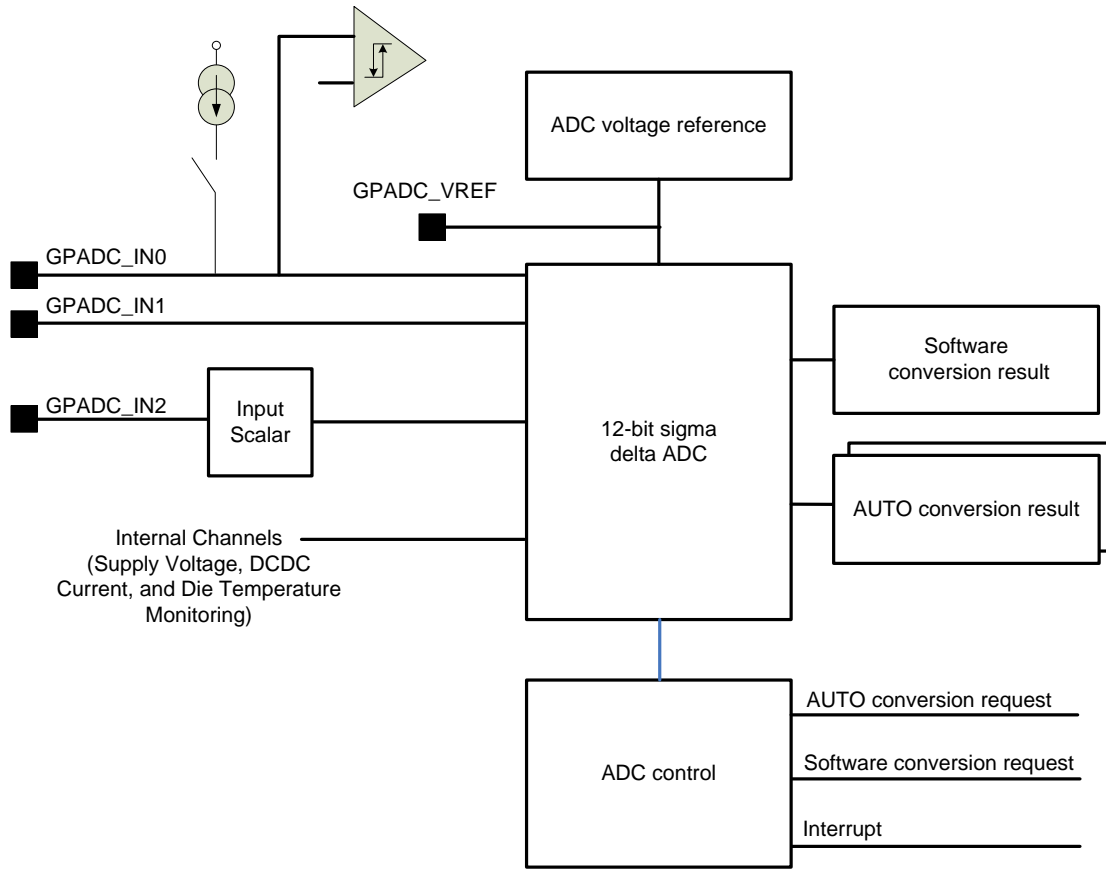 ADC voltage reference
GPADC_VREF
GPADC_IN0
GPADC_IN1
GPADC_IN2
Input
Scalar
12-bit sigma
delta ADC
Software
conversion result
AUTO conversion result
Internal Channels
(Supply Voltage, DCDC
Current, and Die Temperature
Monitoring)
ADC control
AUTO conversion request
Software conversion request
Interrupt